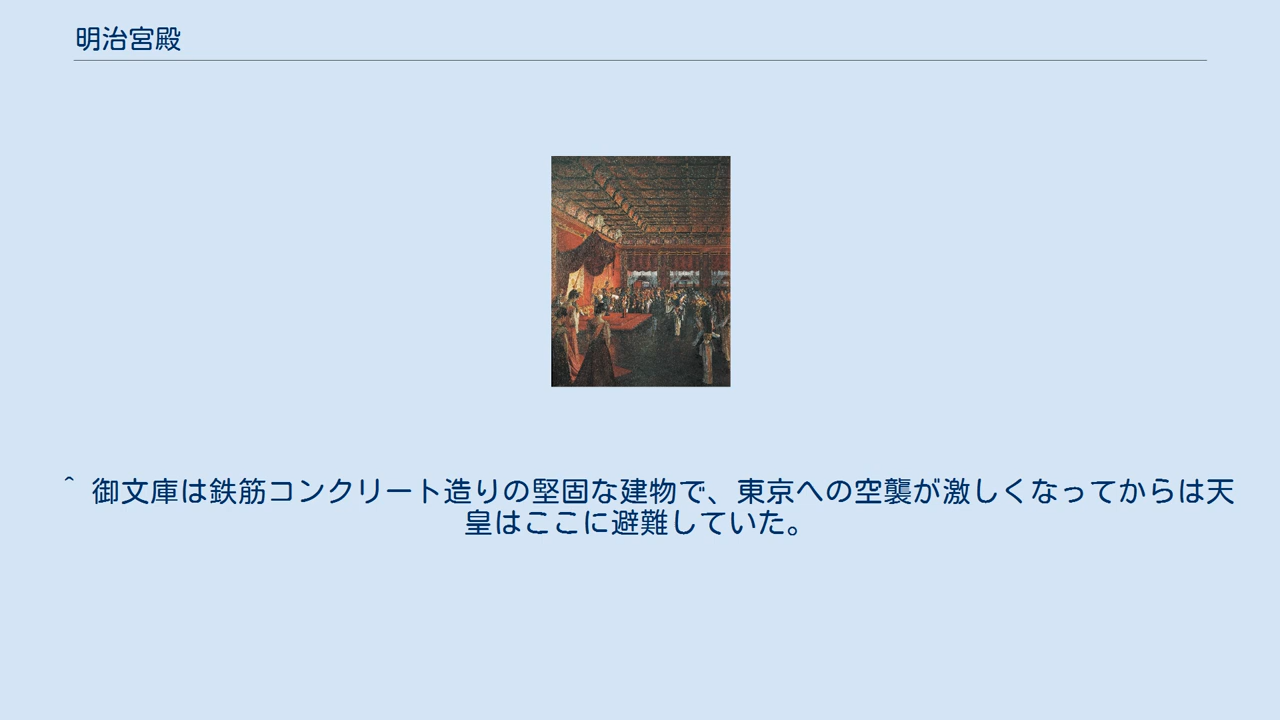 明治宮殿
^ 御文庫は鉄筋コンクリート造りの堅固な建物で、東京への空襲が激しくなってからは天
皇はここに避難していた。